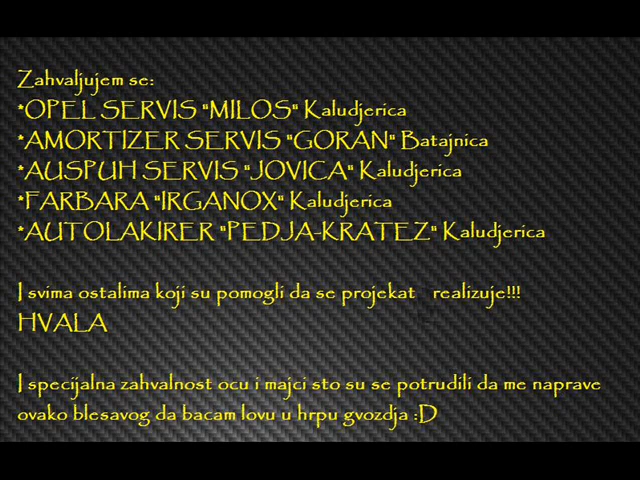 Zahvaljujem se:
*OPEL SERVIS "MILOS" Kaludjerica
*AMORTIZER SERVIS "GORAN" Batajnica
*AUSPUH SERVIS "JOVICA" Kaludjerica
*FARBARA "IRGANOX" Kaludjerica
*AUTOLAKIRER "PEDJA-KRATEZ" Kaludjerica
I svima ostalima koji su pomogli da se projekat realizuje!!!
HVALA
I specijalna zahvalnost ocu i majci sto su se potrudili da me naprave
ovako blesavog da bacam lovu u hrpu gvozdja :D